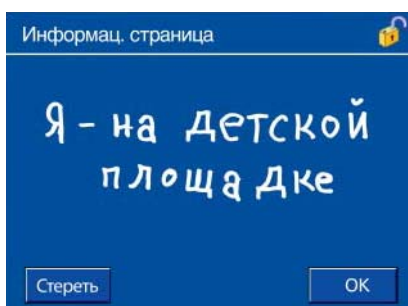 Информац. страница
Я - на детской
площадке
Стереть
OK